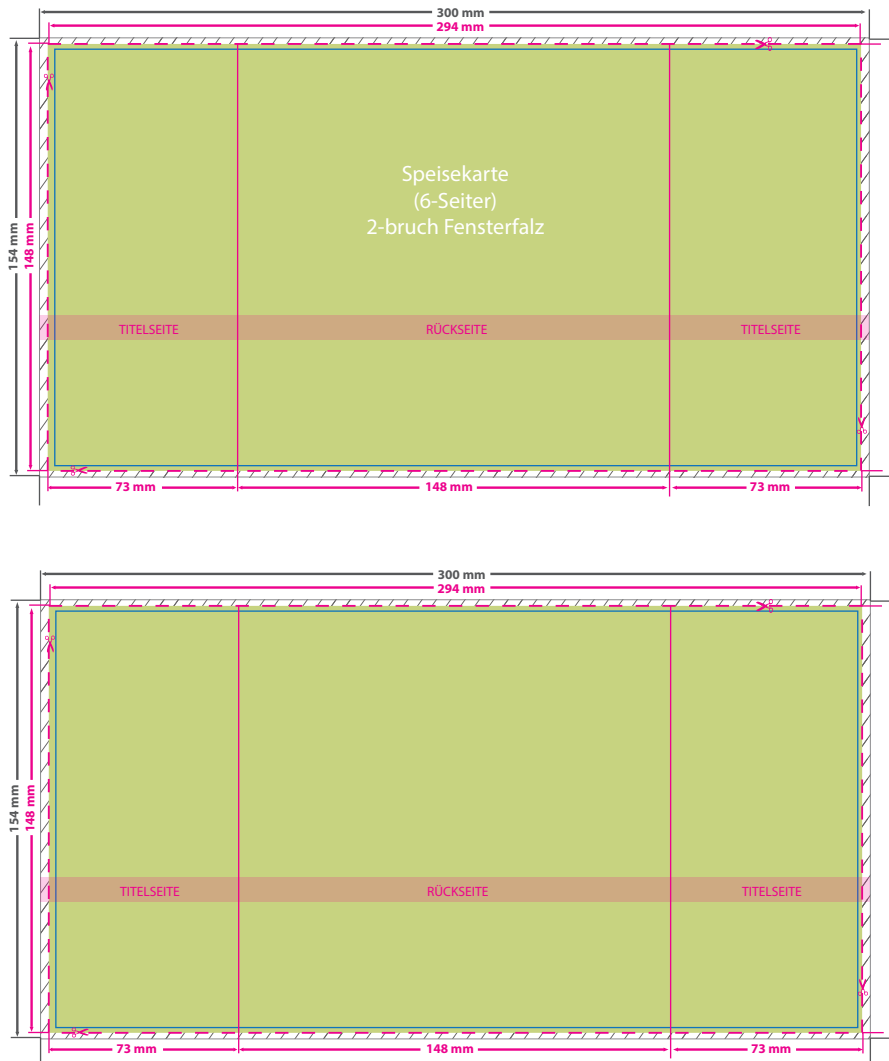 300 mm
294 mm
154 mm
148 mm
Speisekarte
(6-Seiter)
2-bruch Fensterfalz
TITELSEITE
RÜCKSEITE
TITELSEITE
73 mm
148 mm
73 mm
300 mm
294 mm
154 mm
148 mm
TITELSEITE
RÜCKSEITE
TITELSEITE
73 mm
148 mm
73 mm